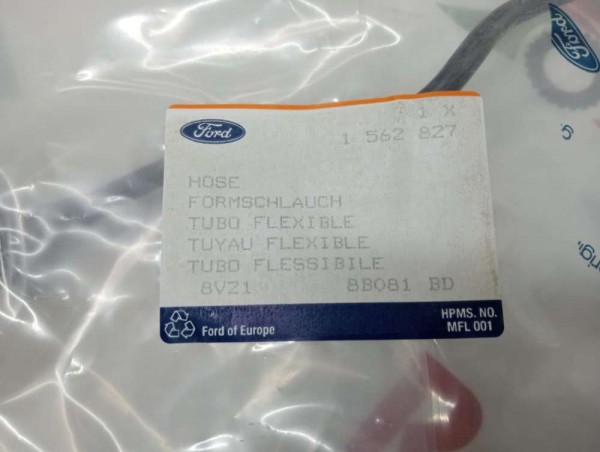 Ford
Ford
1 X
1 562 827
HOSE
FORMSCHLAUCH
TUBO FLEXIBLE
TUYAU FLEXIBLE
TUBO FLESSIBILE
8V21 8B081 BD
HPMS. NO.
MFL 001
Ford of Europe